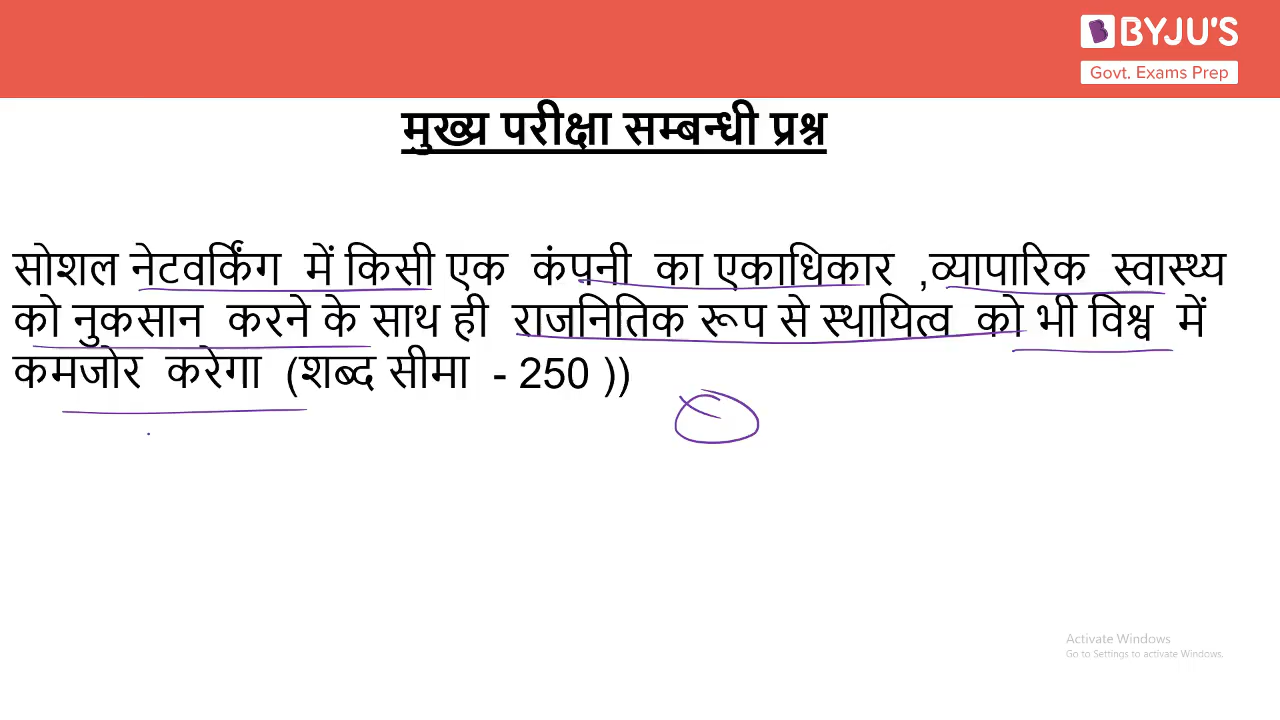 BYJU'S
Govt. Exams Prep
मुख्य परीक्षा सम्बन्धी प्रश्न
सोशल नेटवर्किंग में किसी एक कंपनी का एकाधिकार ,व्यापारिक स्वास्थ्य
को नुकसान करने के साथ ही राजनितिक रूप से स्थायित्व को भी विश्व में
कमजोर करेगा (शब्द सीमा - 250 ))
Activate Windows
Go to Settings to activate Windows.